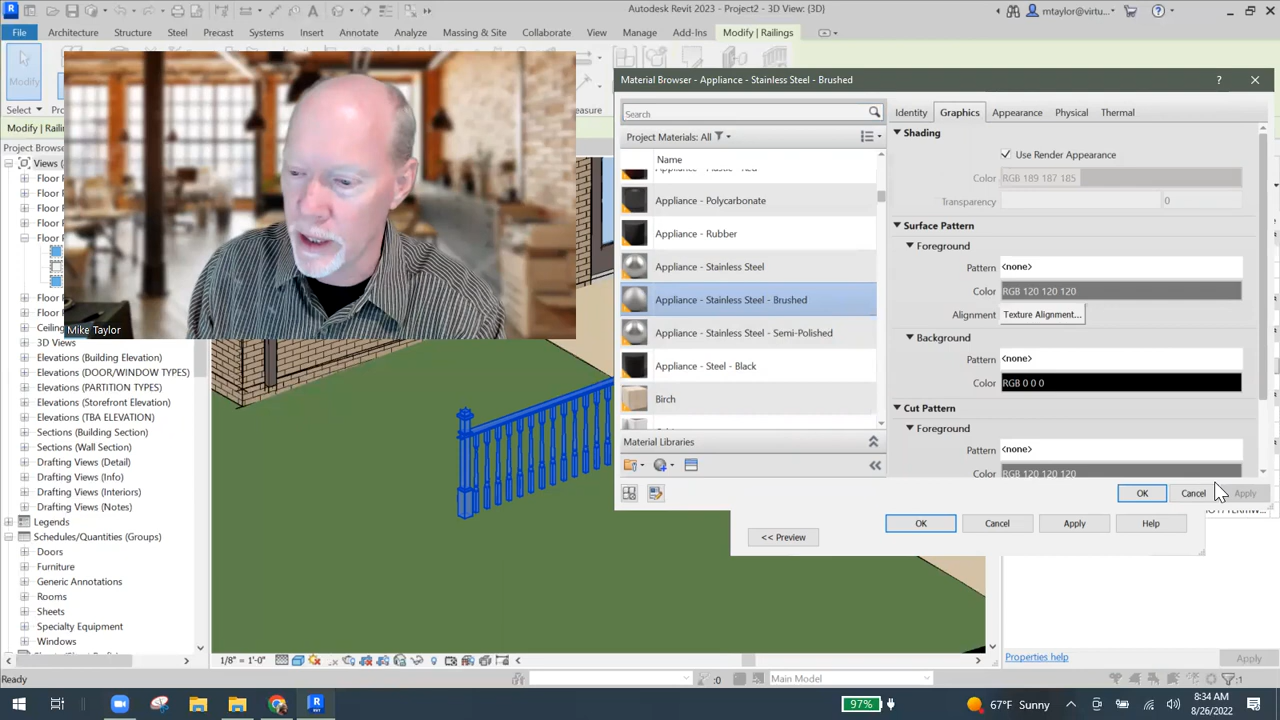 Autodesk Revit 2023 - Project2 - View: (3D)
mtaylor@virtu...
File Architecture Structure Steel Precast Systems Insert Annotate Analyze Massing & Site Collaborate View Manage Add-Ins Modify | Railings
Modify
Select
Modify | Railin
Project Browser
Views
Floor
Floor
Floor
Floor
Floor
Floor
Floor
Ceilin
3D Views
Elevations (Building Elevation)
Elevations (DOOR/WINDOW TYPES)
Elevations (PARTITION TYPES)
Elevations (Storefront Elevation)
Elevations (TBA ELEVATION)
Sections (Building Section)
Sections (Wall Section)
Drafting Views (Detail)
Drafting Views (Info)
Drafting Views (Interiors)
Drafting Views (Notes)
Legends
Schedules/Quantities (Groups)
Doors
Furniture
Generic Annotations
Rooms
Sheets
Specialty Equipment
Windows
Mike Taylor
Material Browser - Appliance - Stainless Steel - Brushed
Search
Project Materials: All
Name
Appliance - Plastic - Red
Appliance - Polycarbonate
Appliance - Rubber
Appliance - Stainless Steel
Appliance - Stainless Steel - Brushed
Appliance - Stainless Steel - Semi-Polished
Appliance - Steel - Black
Birch
Material Libraries
Identity Graphics Appearance Physical Thermal
Shading
Use Render Appearance
Color RGB 189 187 185
Transparency 0
Surface Pattern
Foreground
Pattern <none>
Color RGB 120 120 120
Alignment Texture Alignment...
Background
Pattern <none>
Color RGB 0 0 0
Cut Pattern
Foreground
Pattern <none>
Color RGB 120 120 120
OK Cancel Apply
OK Cancel Apply Help
<< Preview
Properties help Apply
1/8" = 1'-0"
Ready
:0 Main Model :1
97% 67°F Sunny 8:34 AM
8/26/2022